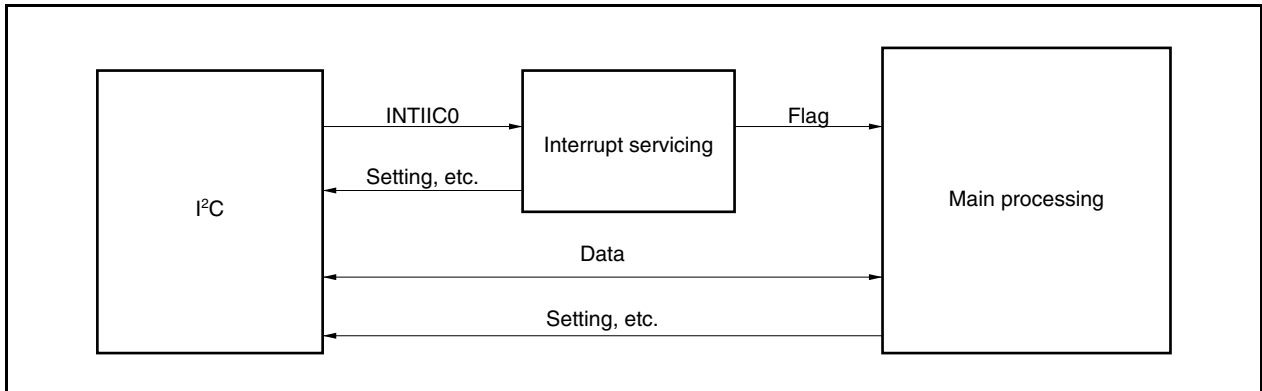 INTIIC0
Flag
Interrupt servicing
Setting, etc.
I²C
Main processing
Data
Setting, etc.